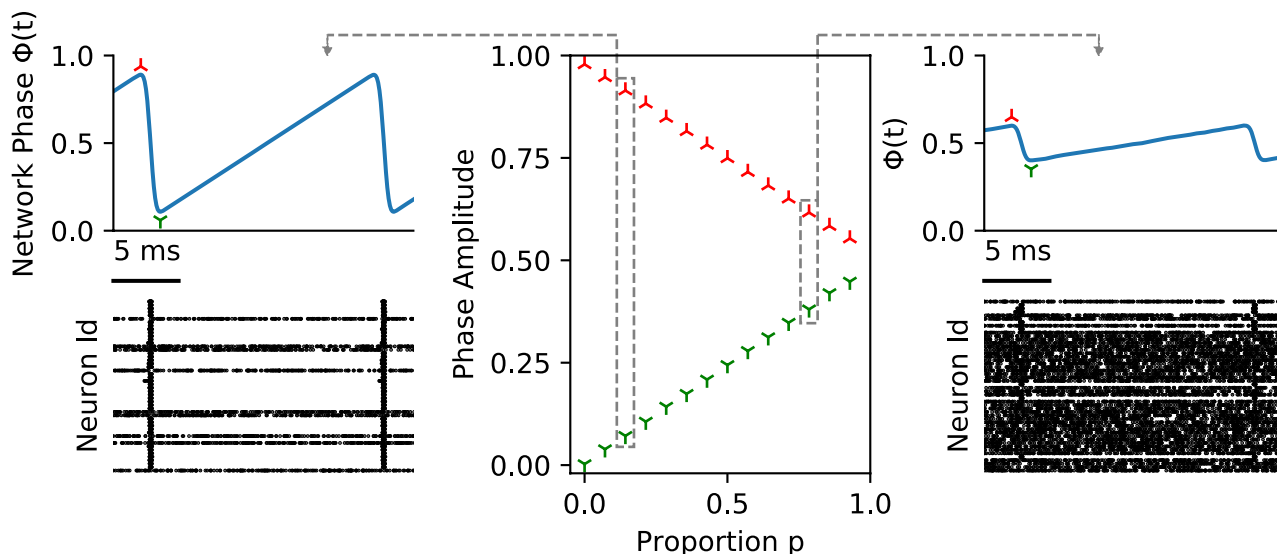 Network Phase Φ(t)
1.0
0.5
0.0
5 ms
Neuron Id
Phase Amplitude
1.00
0.75
0.50
0.25
0.00
0.0
0.5
1.0
Proportion p
Φ(t)
1.0
0.5
0.0
5 ms
Neuron Id